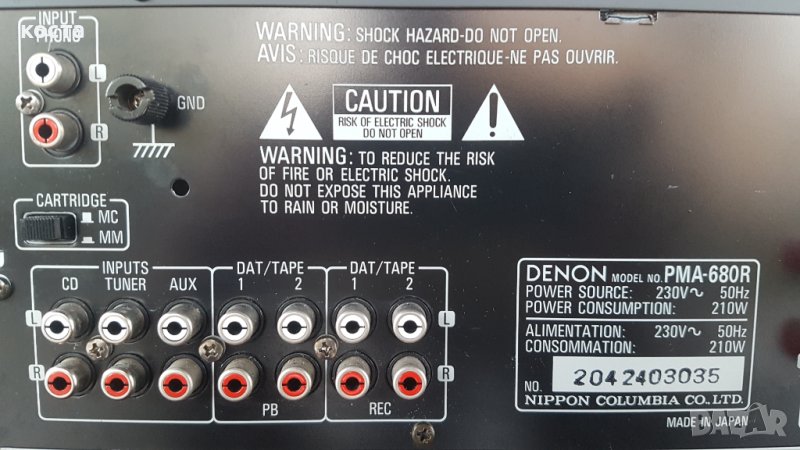 КОСТА
INPUT
PHONO
L
R
GND
WARNING: SHOCK HAZARD-DO NOT OPEN.
AVIS: RISQUE DE CHOC ELECTRIQUE-NE PAS OUVRIR.
CAUTION
RISK OF ELECTRIC SHOCK
DO NOT OPEN
WARNING: TO REDUCE THE RISK
OF FIRE OR ELECTRIC SHOCK.
DO NOT EXPOSE THIS APPLIANCE
TO RAIN OR MOISTURE.
CARTRIDGE
MC
MM
INPUTS
CD TUNER AUX
DAT/TAPE
1 2
DAT/TAPE
1 2
L L
R R
PB REC
DENON MODEL NO. PMA-680R
POWER SOURCE: 230V~ 50Hz
POWER CONSUMPTION: 210W
ALIMENTATION: 230V~ 50Hz
CONSOMMATION: 210W
NO. 2042403035
NIPPON COLUMBIA CO., LTD.
MADE IN JAPAN
BAZAR